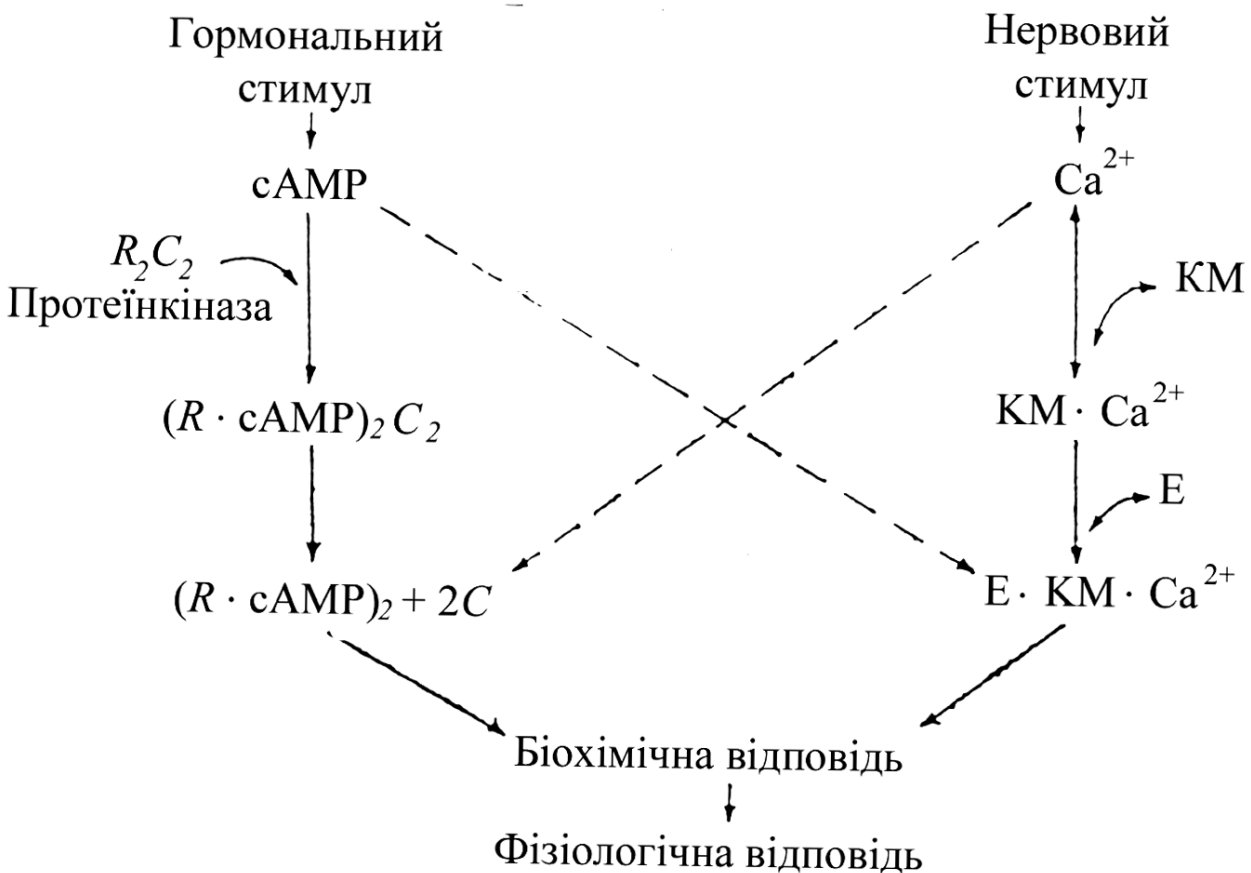 Гормональний
стимул
Нервовий
стимул
cAMP
Ca²⁺
R₂C₂
Протеїнкіназа
КМ
(R · cAMP)₂ C₂
КМ · Ca²⁺
E
(R · cAMP)₂ + 2C
E · КМ · Ca²⁺
Біохімічна відповідь
Фізіологічна відповідь